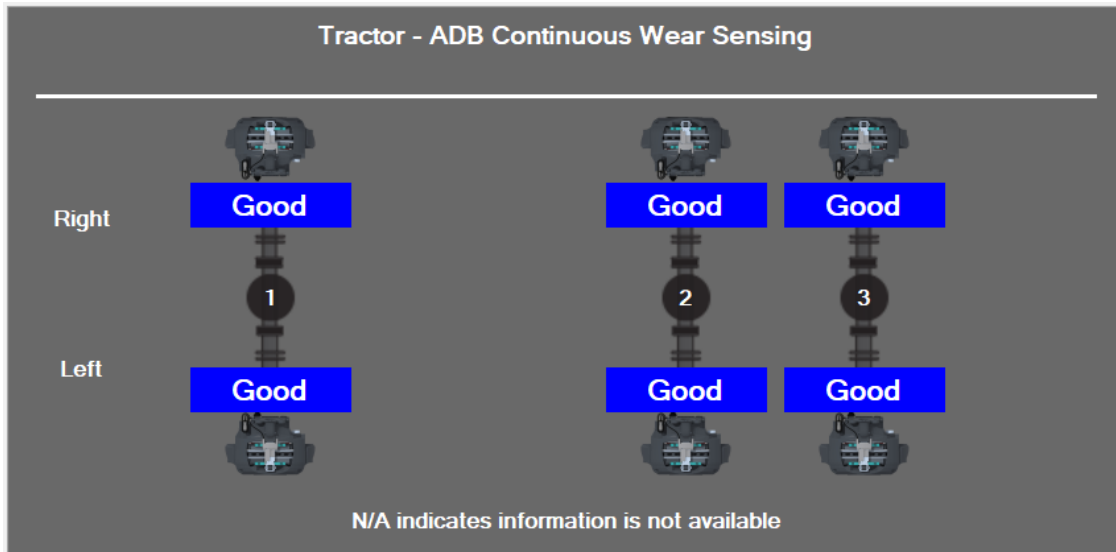 Tractor - ADB Continuous Wear Sensing
Right
Good
Good
Good
1
2
3
Left
Good
Good
Good
N/A indicates information is not available